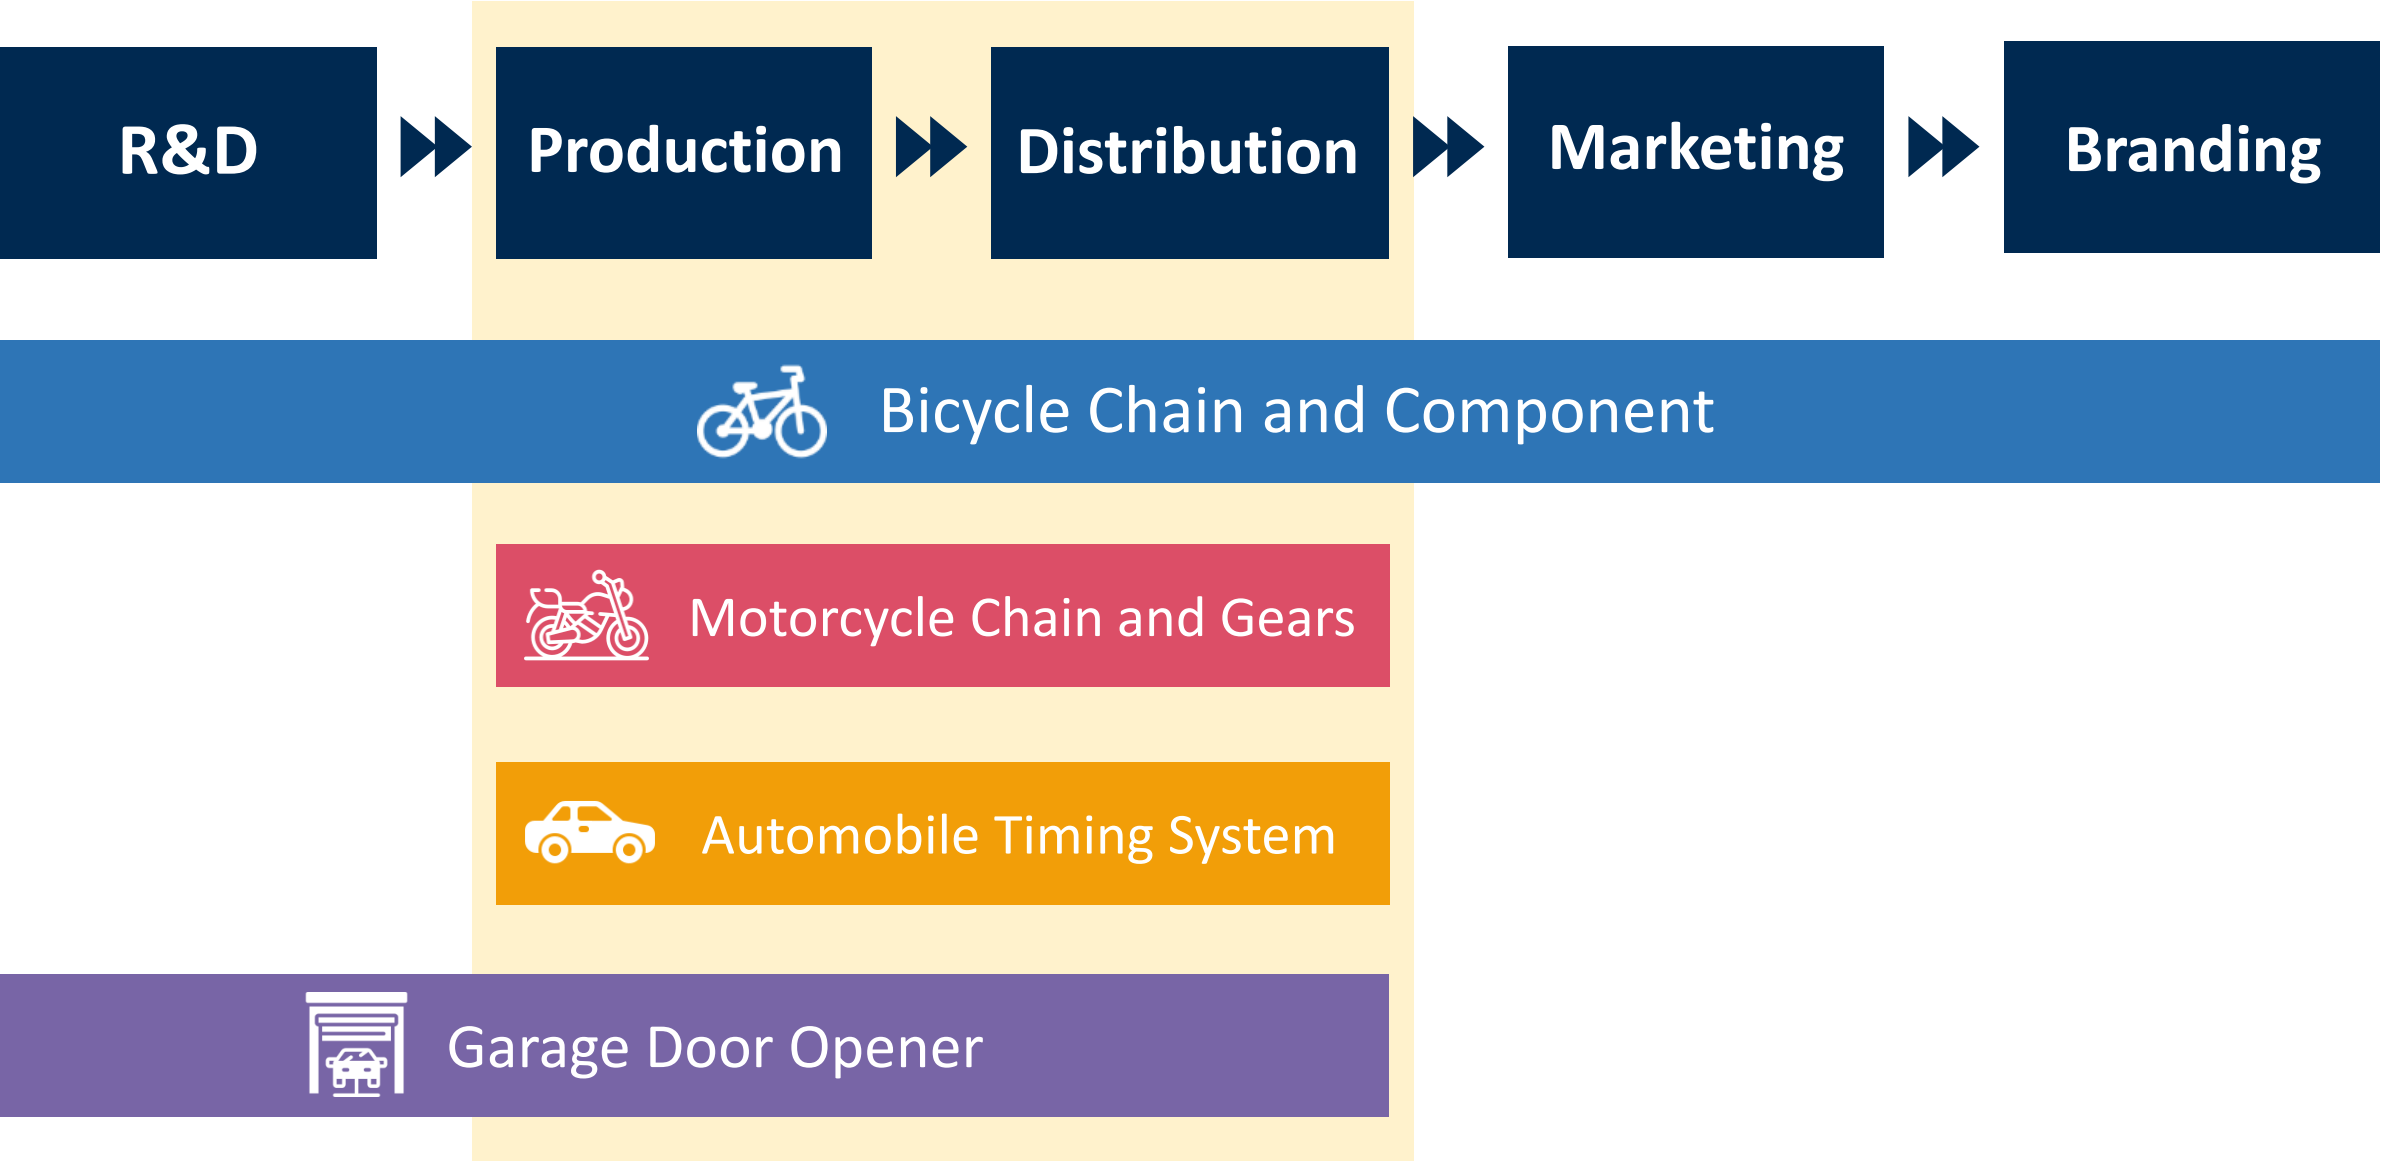 R&D
Production
Distribution
Marketing
Branding
Bicycle Chain and Component
Motorcycle Chain and Gears
Automobile Timing System
Garage Door Opener